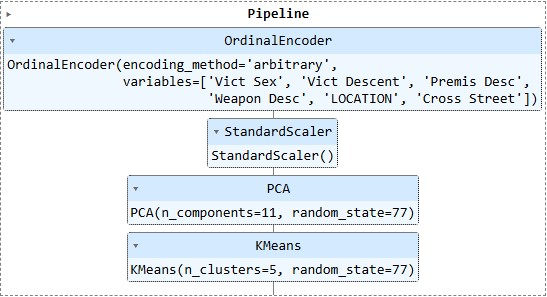 Pipeline
OrdinalEncoder
OrdinalEncoder(encoding_method='arbitrary',
variables=['Vict Sex', 'Vict Descent', 'Premis Desc',
'Weapon Desc', 'LOCATION', 'Cross Street'])
StandardScaler
StandardScaler()
PCA
PCA(n_components=11, random_state=77)
KMeans
KMeans(n_clusters=5, random_state=77)